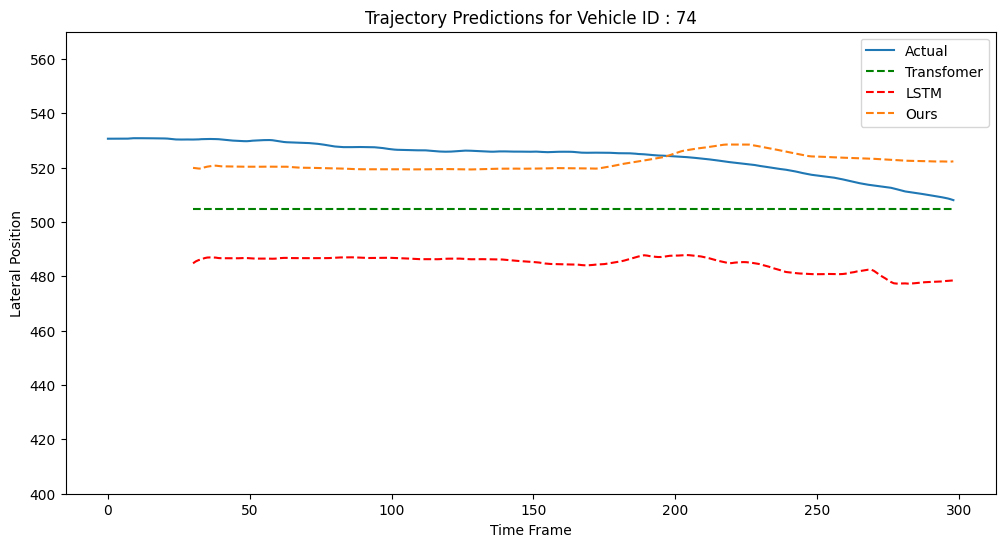 Trajectory Predictions for Vehicle ID : 74
Actual
Transfomer
LSTM
Ours
Lateral Position
560
540
520
500
480
460
440
420
400
0
50
100
150
200
250
300
Time Frame